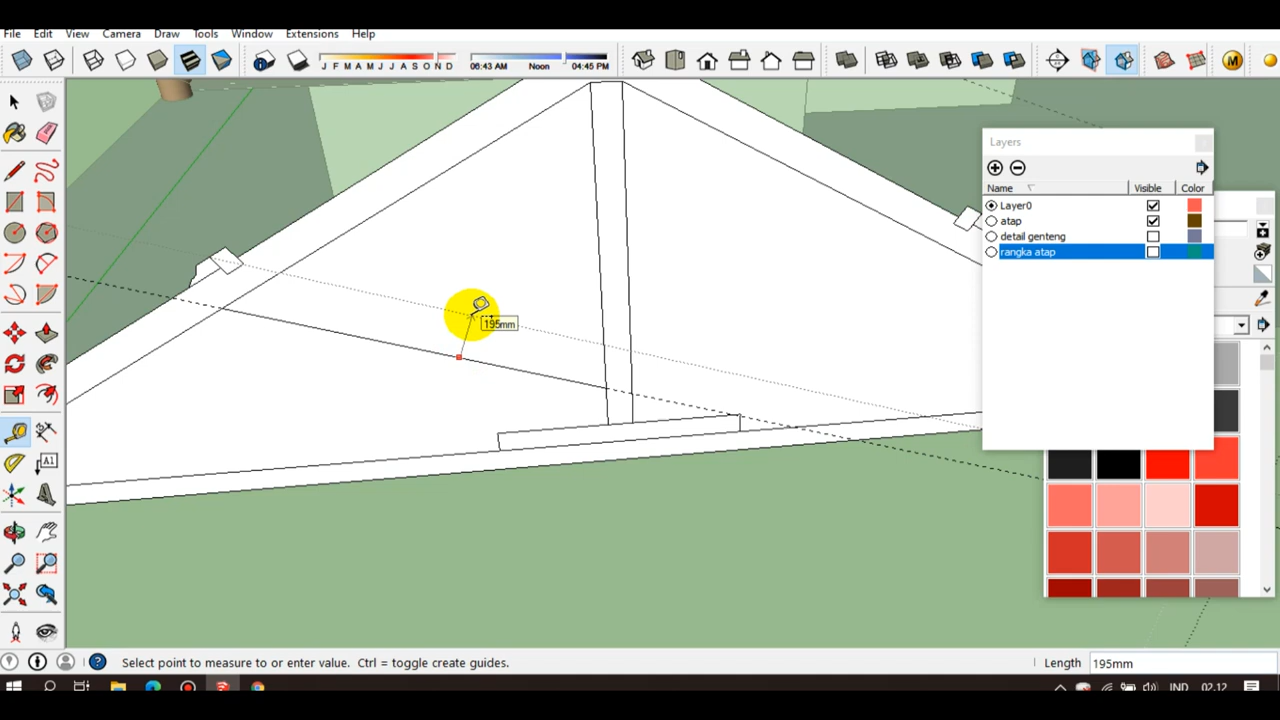 File Edit View Camera Draw Tools Window Extensions Help
J F M A M J J A S O N D 06:43 AM Noon 04:45 PM
M
Layers
Name Visible Color
Layer0
atap
detail genteng
rangka atap
195mm
A1
Select point to measure to or enter value. Ctrl = toggle create guides. Length 195mm
IND 02.12